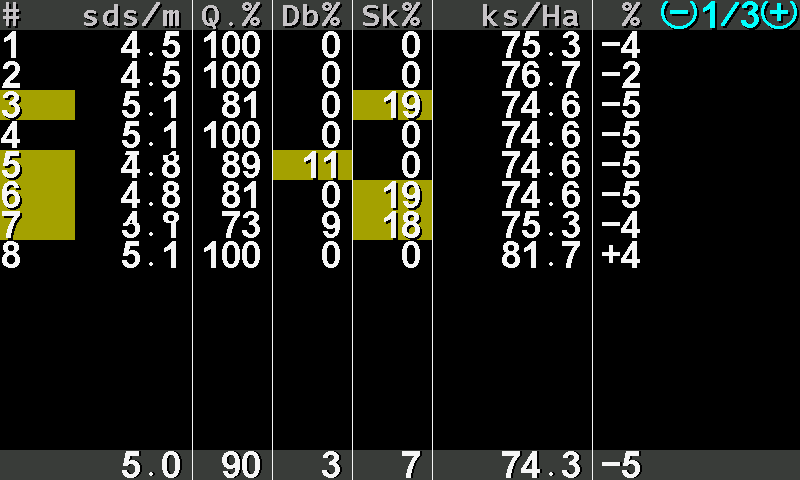 # sds/m Q.% Db% Sk% ks/Ha % ⊖1/3⊕
1 4.5 100 0 0 75.3 −4
2 4.5 100 0 0 76.7 −2
3 5.1 81 0 19 74.6 −5
4 5.1 100 0 0 74.6 −5
5 4.8 89 11 0 74.6 −5
6 4.8 81 0 19 74.6 −5
7 73 9 18 75.3 −4
8 5.1 100 0 0 81.7 +4
5.0 90 3 7 74.3 −5